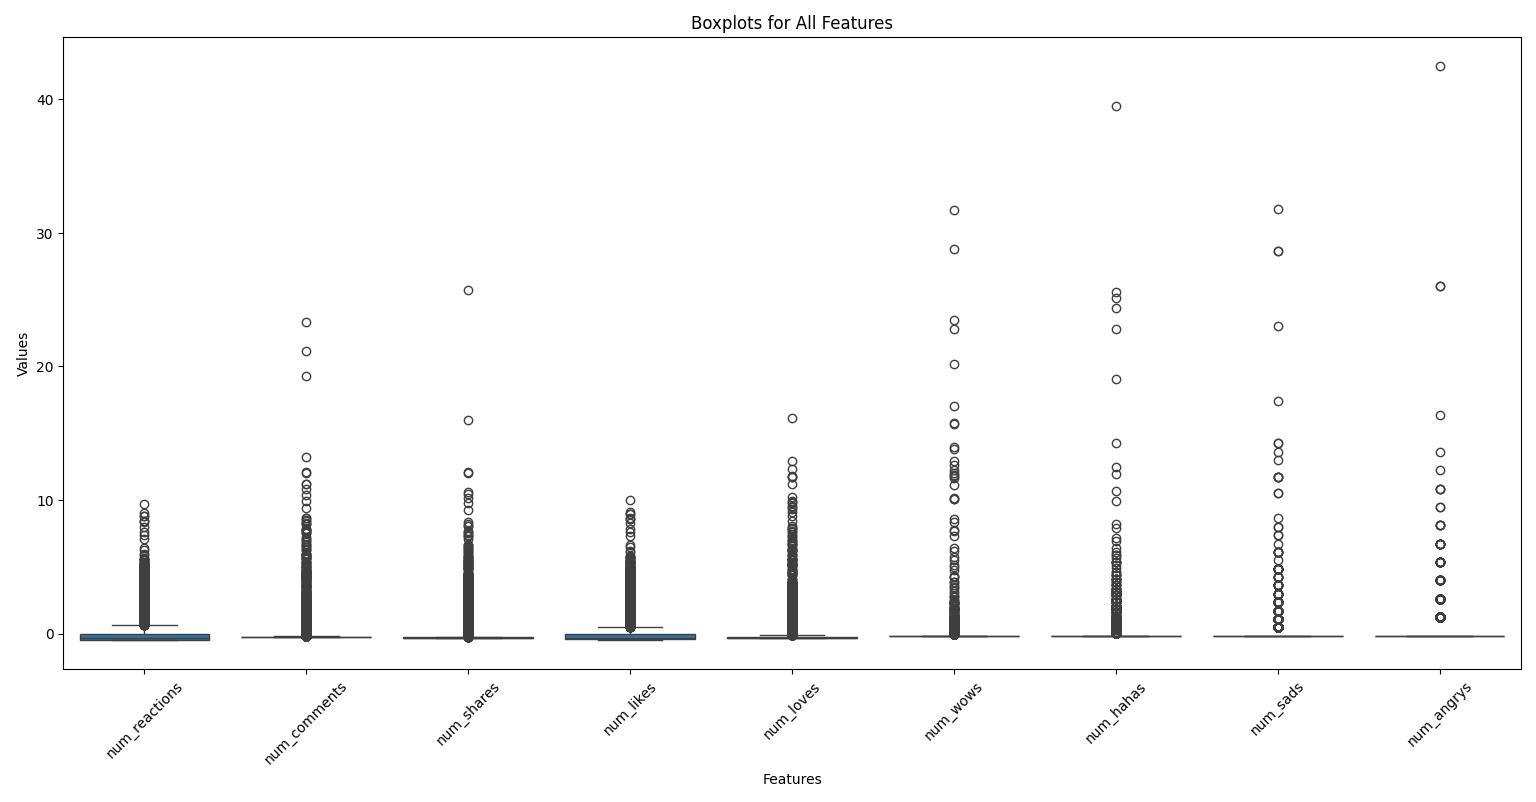 Boxplots for All Features
Values
40
30
20
10
0
num_reactions
num_comments
num_shares
num_likes
num_loves
num_wows
num_hahas
num_sads
num_angrys
Features